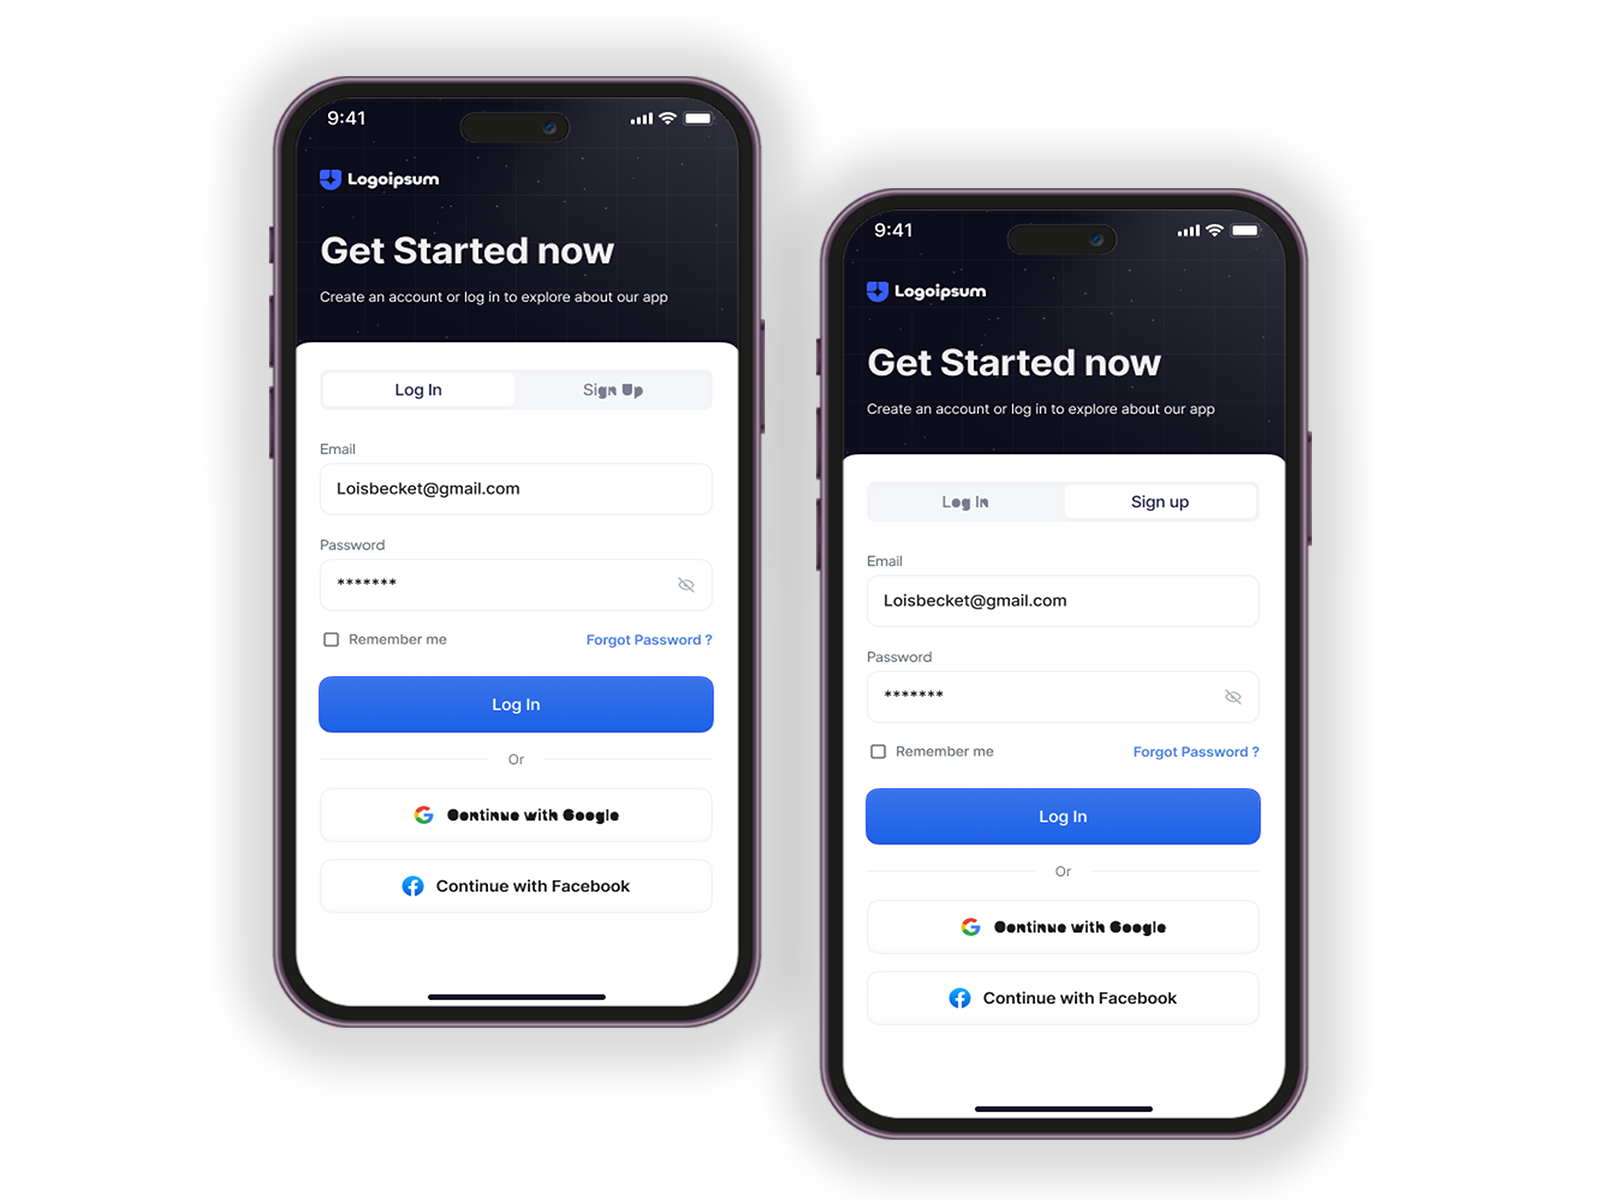 9:41
Logoipsum
Get Started now
Create an account or log in to explore about our app
Log In
Sign Up
Email
Loisbecket@gmail.com
Password
*******
Remember me
Forgot Password ?
Log In
Or
Continue with Google
Continue with Facebook
9:41
Logoipsum
Get Started now
Create an account or log in to explore about our app
Log In
Sign up
Email
Loisbecket@gmail.com
Password
*******
Remember me
Forgot Password ?
Log In
Or
Continue with Google
Continue with Facebook